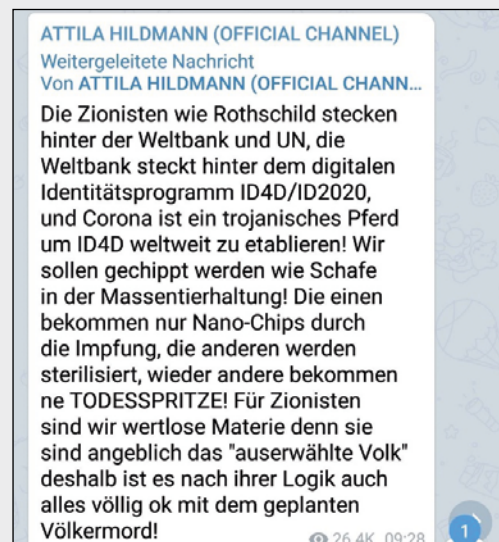 ATTILA HILDMANN (OFFICIAL CHANNEL)
Weitergeleitete Nachricht
Von ATTILA HILDMANN (OFFICIAL CHANN...
Die Zionisten wie Rothschild stecken
hinter der Weltbank und UN, die
Weltbank steckt hinter dem digitalen
Identitätsprogramm ID4D/ID2020,
und Corona ist ein trojanisches Pferd
um ID4D weltweit zu etablieren! Wir
sollen gechippt werden wie Schafe
in der Massentierhaltung! Die einen
bekommen nur Nano-Chips durch
die Impfung, die anderen werden
sterilisiert, wieder andere bekommen
ne TODESSPRITZE! Für Zionisten
sind wir wertlose Materie denn sie
sind angeblich das "auserwählte Volk"
deshalb ist es nach ihrer Logik auch
alles völlig ok mit dem geplanten
Völkermord!
26.4K 09:28
1